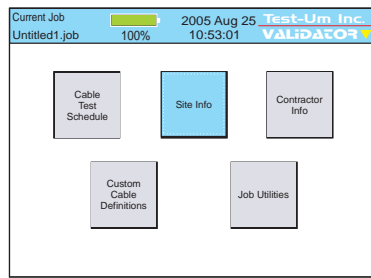 Current Job 2005 Aug 25 Test-Um Inc.
Untitled1.job 100% 10:53:01 VALIDATOR
Cable
Test
Schedule
Site Info
Contractor
Info
Custom
Cable
Definitions
Job Utilities